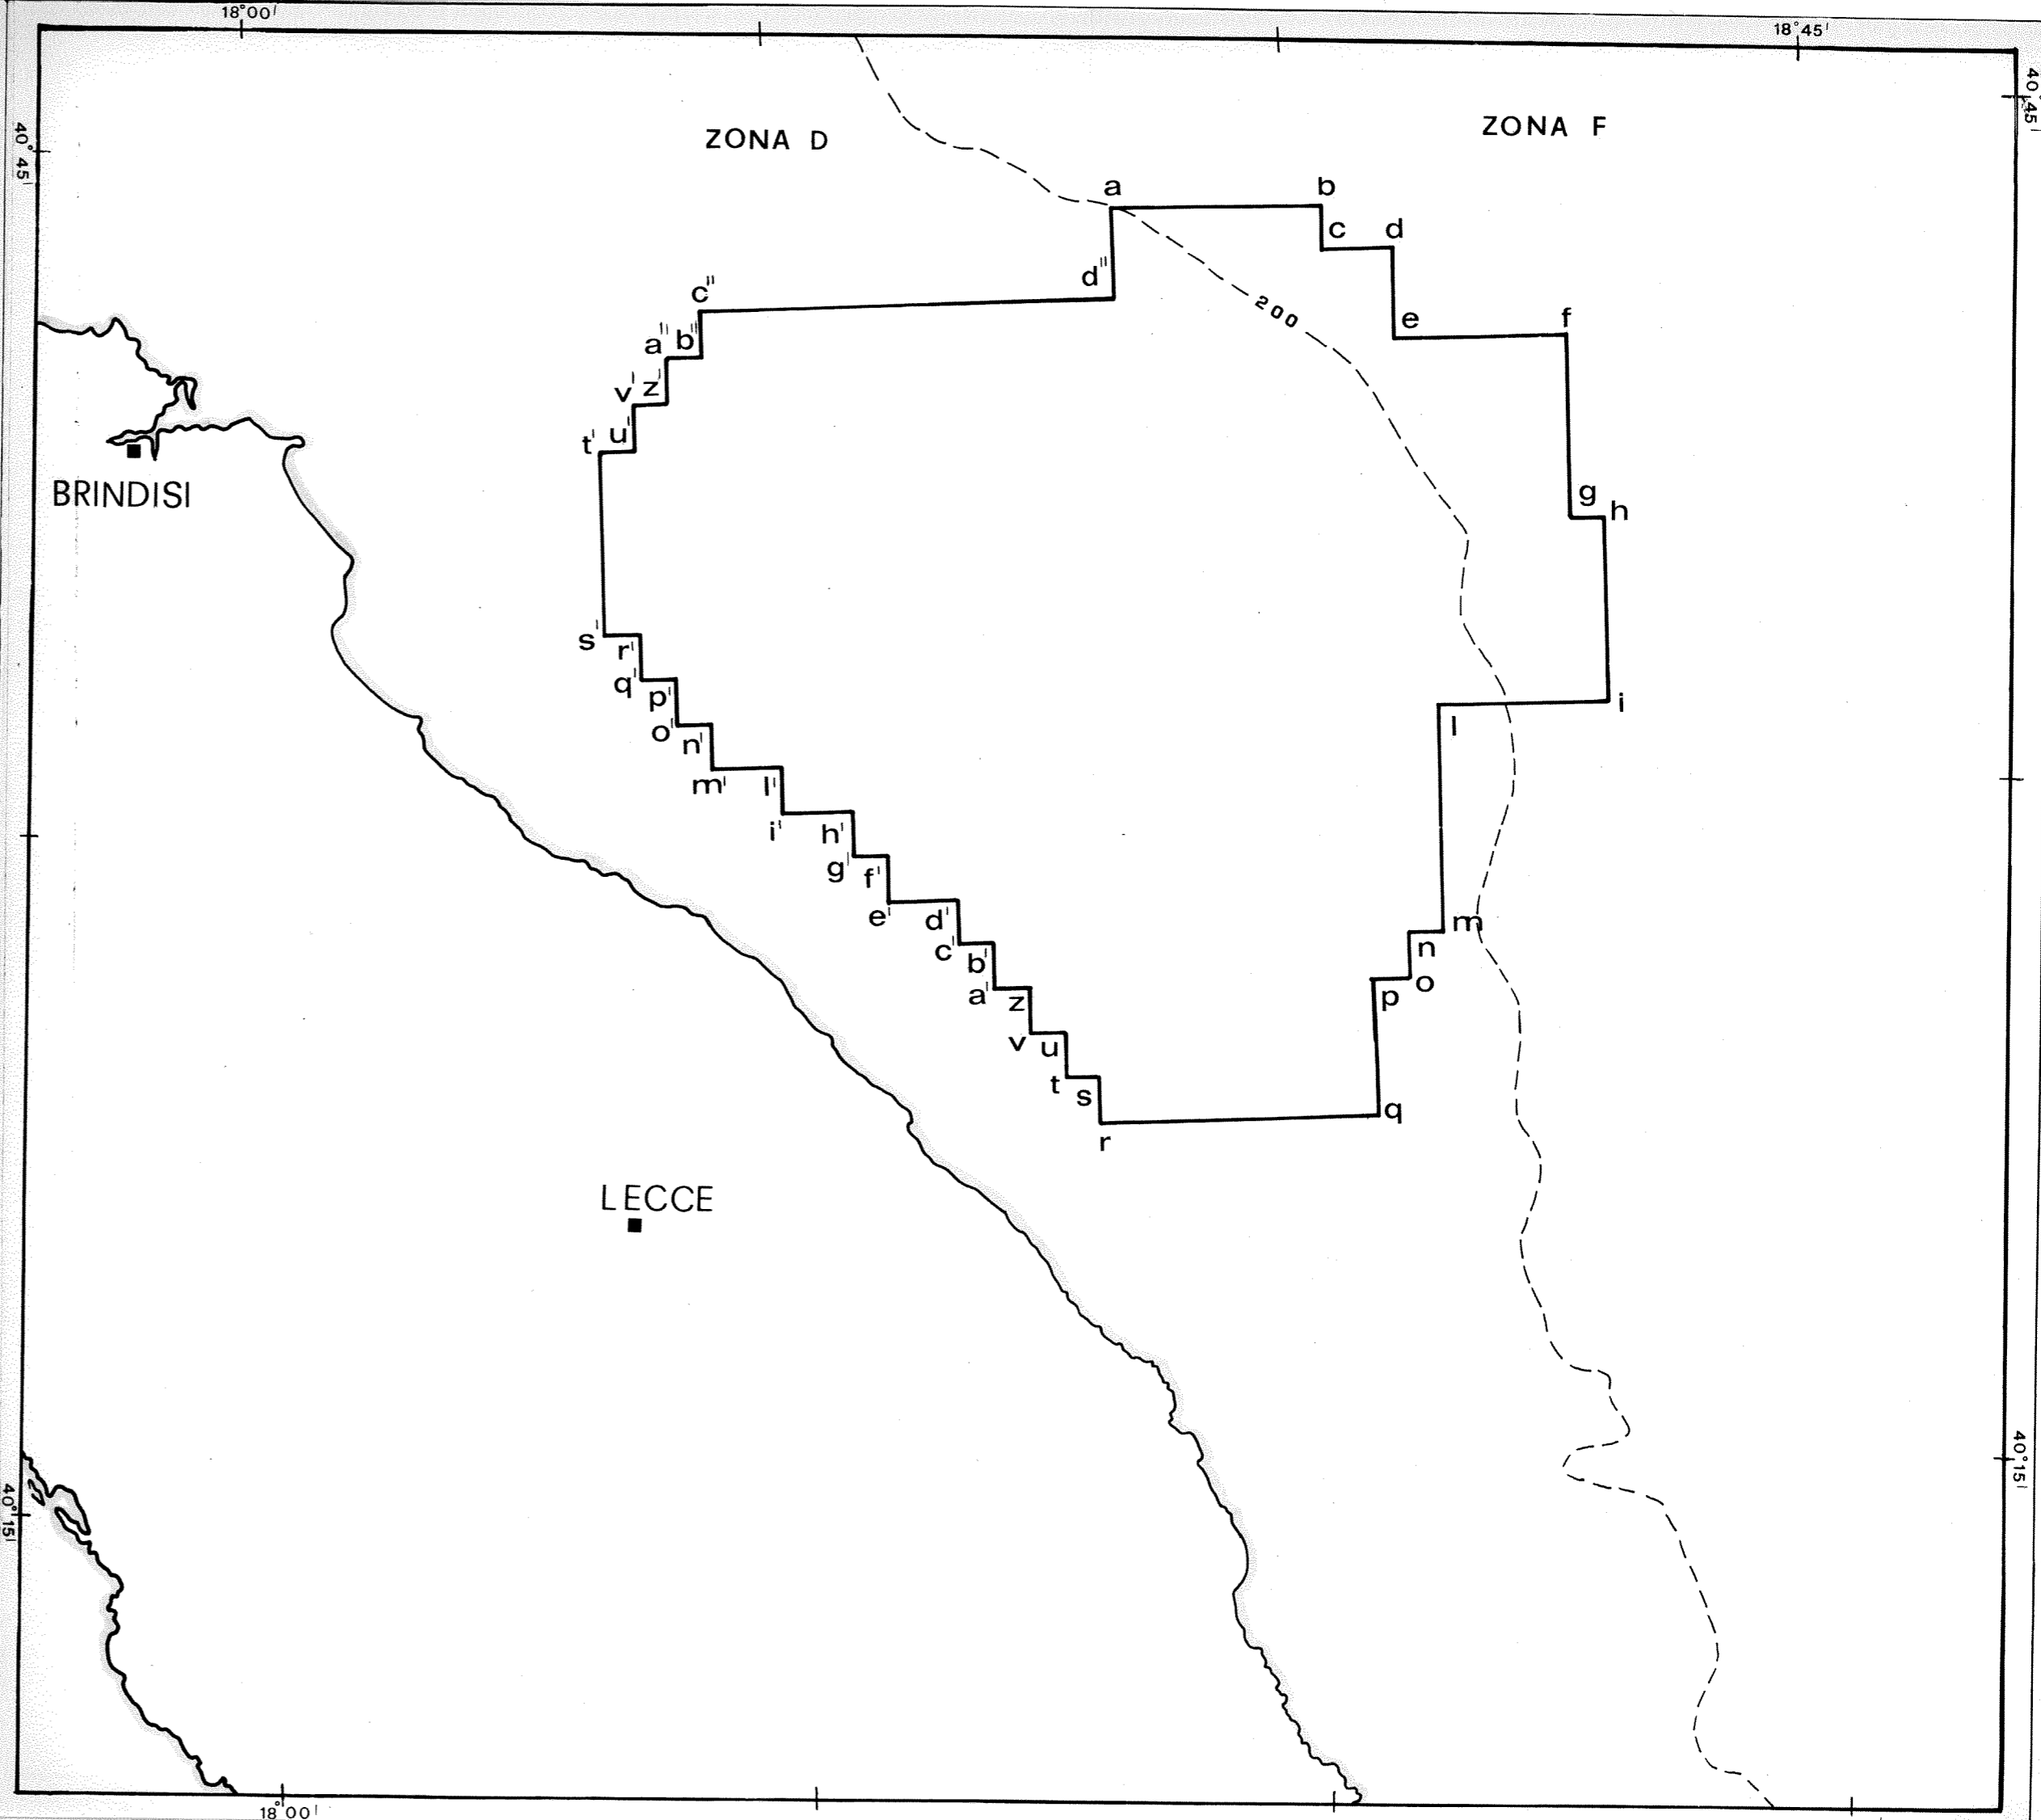 18°00'
18°45'
40°45'
40°45'
ZONA D
ZONA F
a
b
c
d
d"
c"
200
e
f
a"
b"
v'
z'
t'
u'
BRINDISI
g
h
s'
r'
q'
p'
i
l
o'
n'
m'
l'
i'
h'
g'
f'
e'
d'
m
c'
b'
n
a'
z
p
o
v
u
t
s
q
r
LECCE
40°15'
40°15'
18°00'